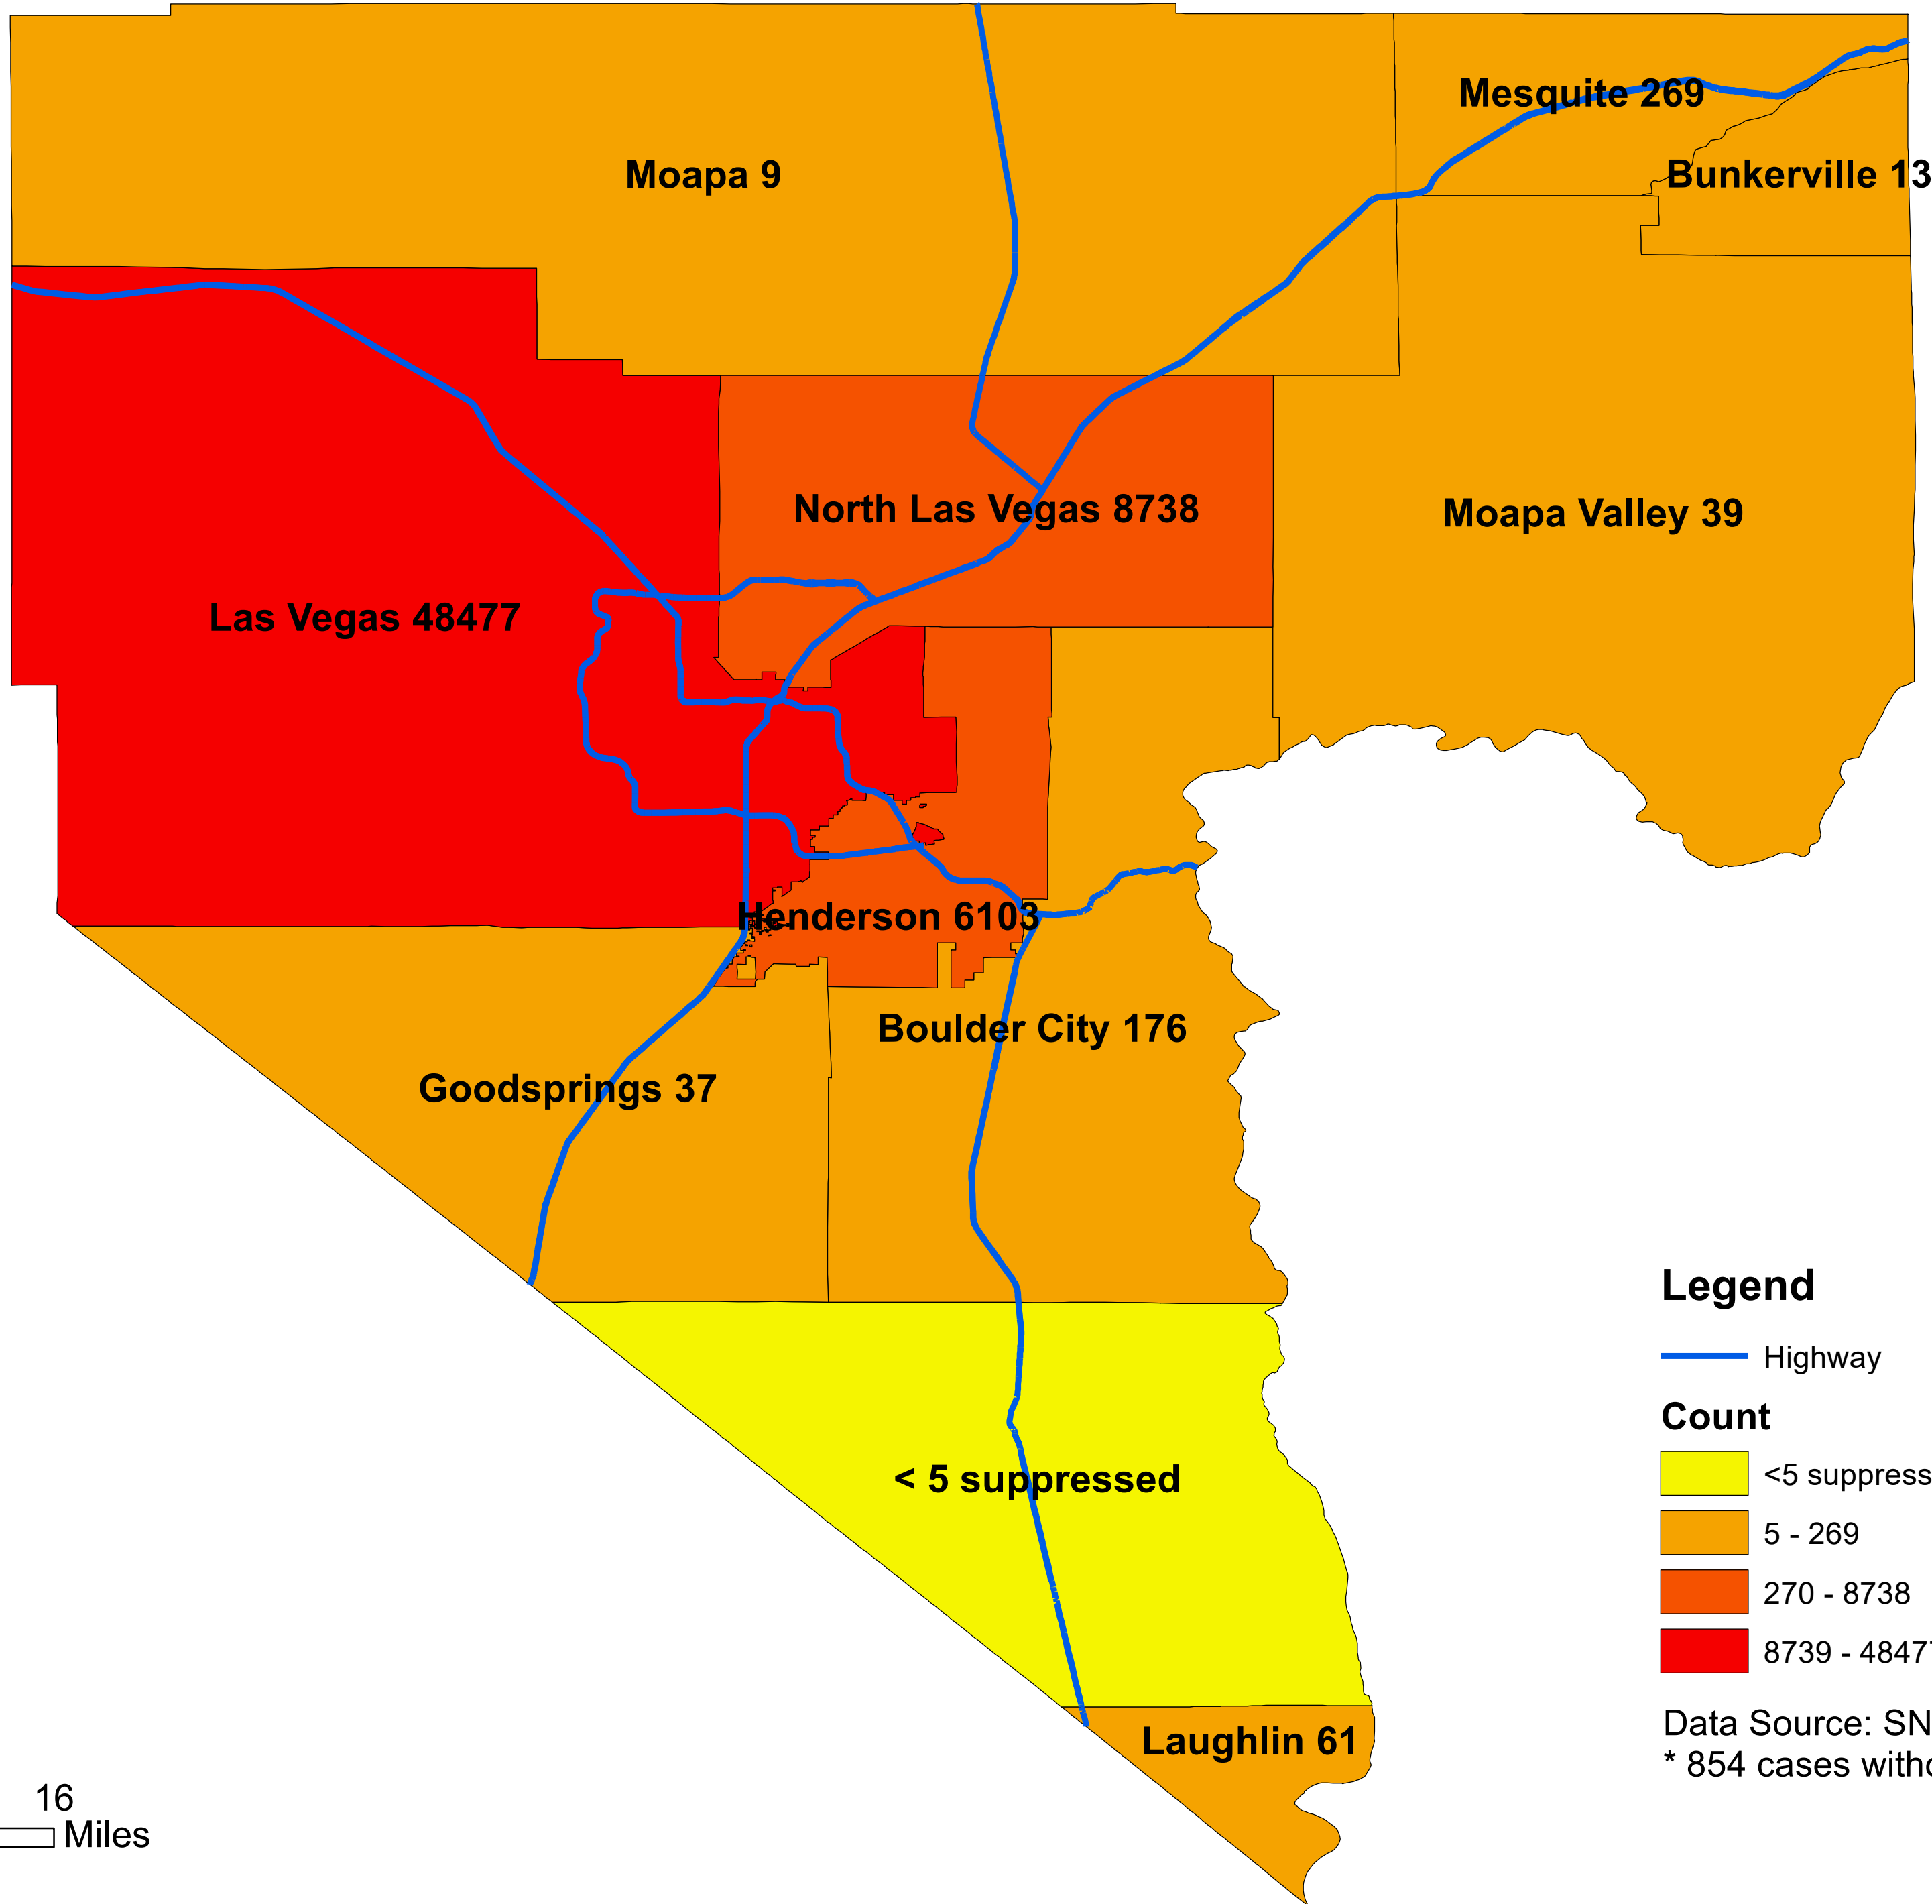 Mesquite 269
Moapa 9
Bunkerville 13
North Las Vegas 8738
Moapa Valley 39
Las Vegas 48477
Henderson 6103
Boulder City 176
Goodsprings 37
Legend
Highway
Count
< 5 suppressed
<5 suppress
5 - 269
270 - 8738
8739 - 4847
Data Source: SN
Laughlin 61
* 854 cases witho
16
Miles